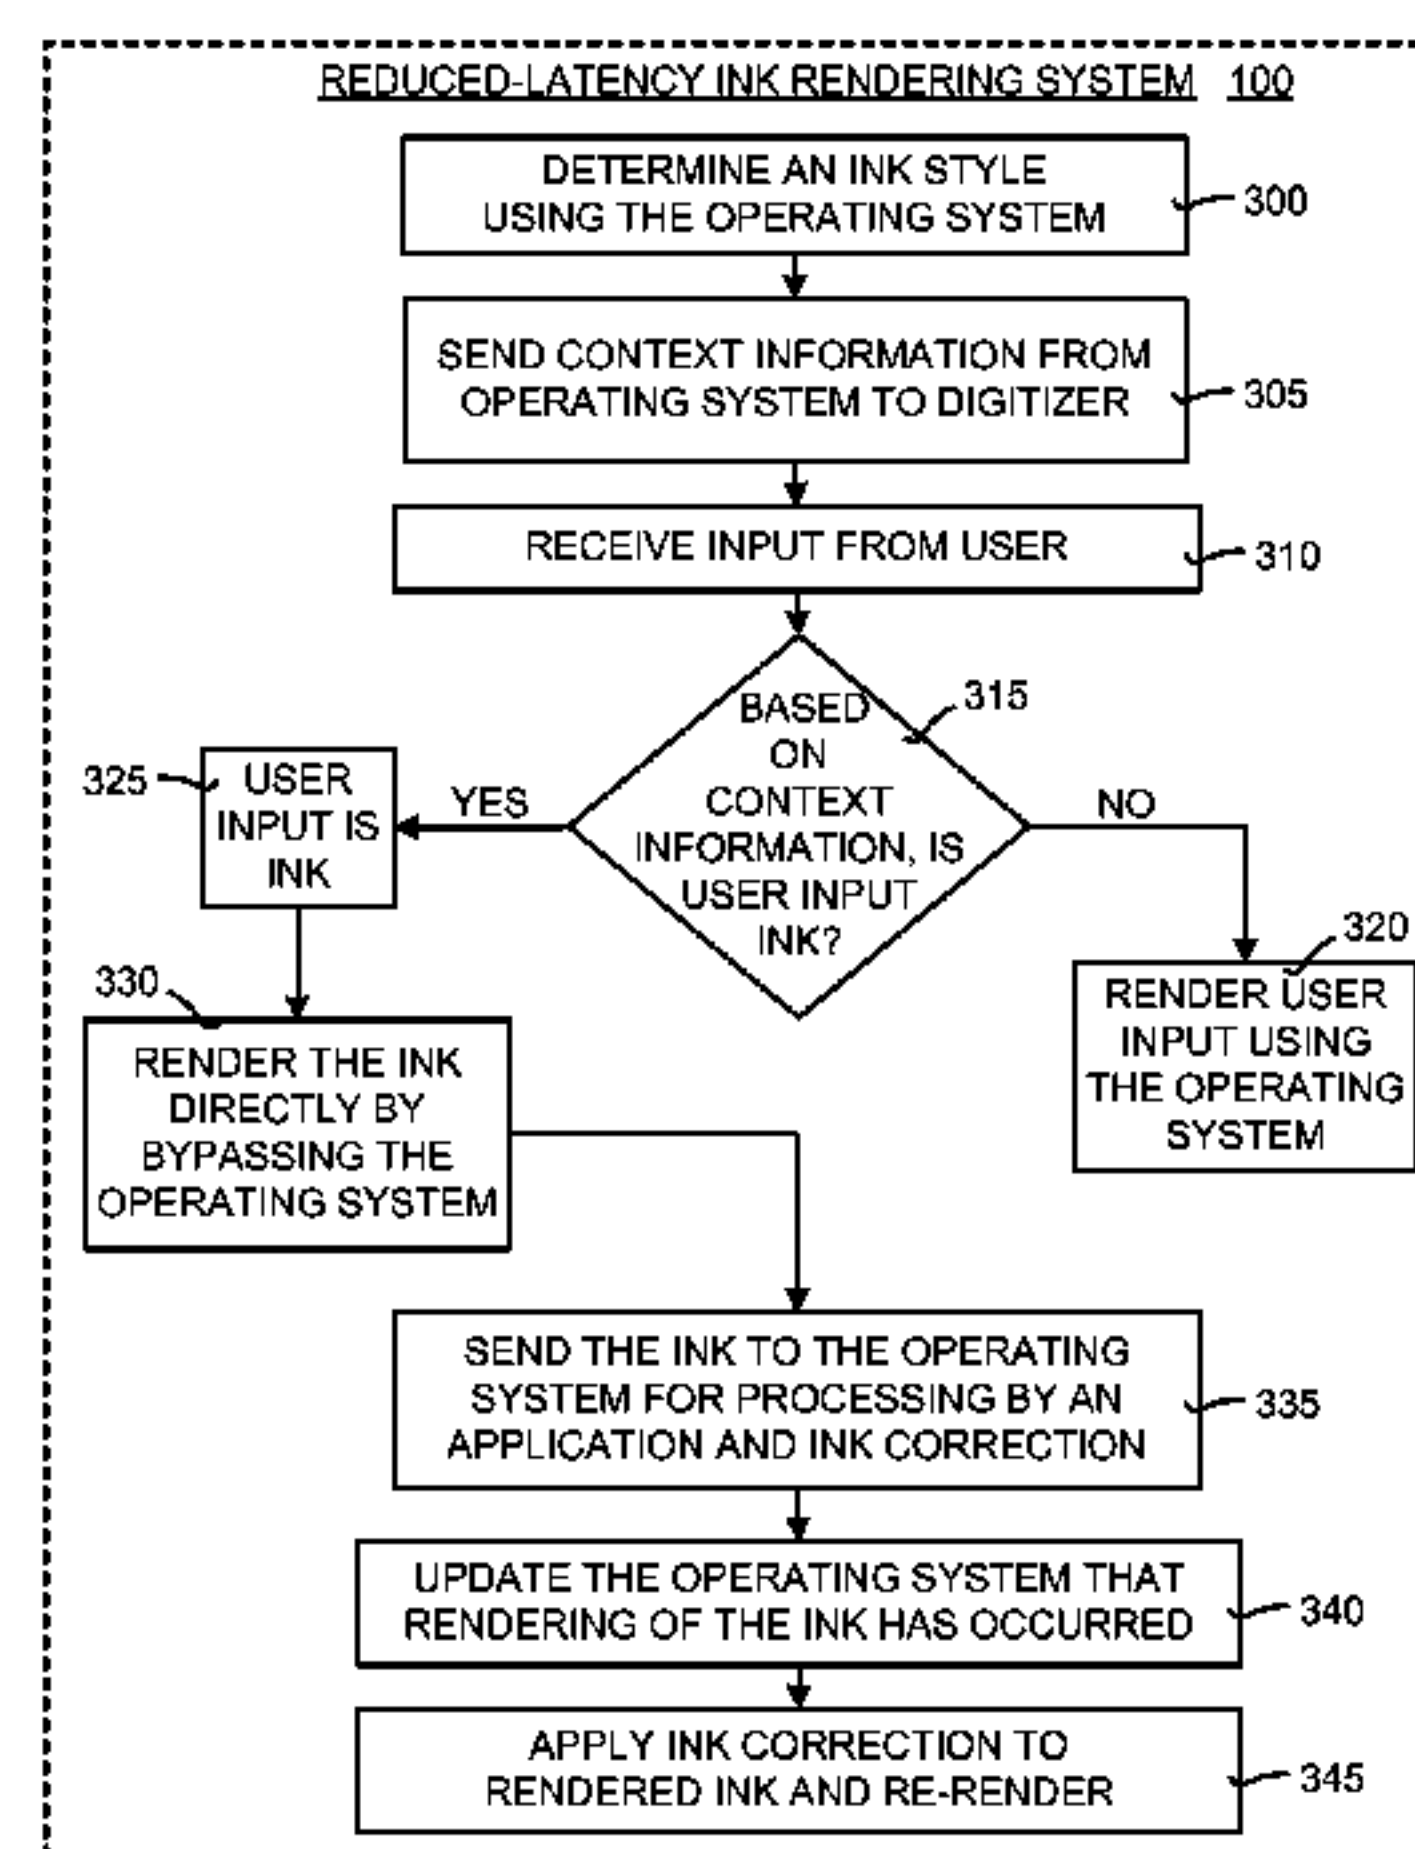 REDUCED-LATENCY INK RENDERING SYSTEM 100
DETERMINE AN INK STYLE
USING THE OPERATING SYSTEM
300
SEND CONTEXT INFORMATION FROM
OPERATING SYSTEM TO DIGITIZER
305
RECEIVE INPUT FROM USER
310
BASED
ON
CONTEXT
INFORMATION, IS
USER INPUT
INK?
315
YES
NO
325
USER
INPUT IS
INK
320
RENDER USER
INPUT USING
THE OPERATING
SYSTEM
330
RENDER THE INK
DIRECTLY BY
BYPASSING THE
OPERATING SYSTEM
SEND THE INK TO THE OPERATING
SYSTEM FOR PROCESSING BY AN
APPLICATION AND INK CORRECTION
335
UPDATE THE OPERATING SYSTEM THAT
RENDERING OF THE INK HAS OCCURRED
340
APPLY INK CORRECTION TO
RENDERED INK AND RE-RENDER
345